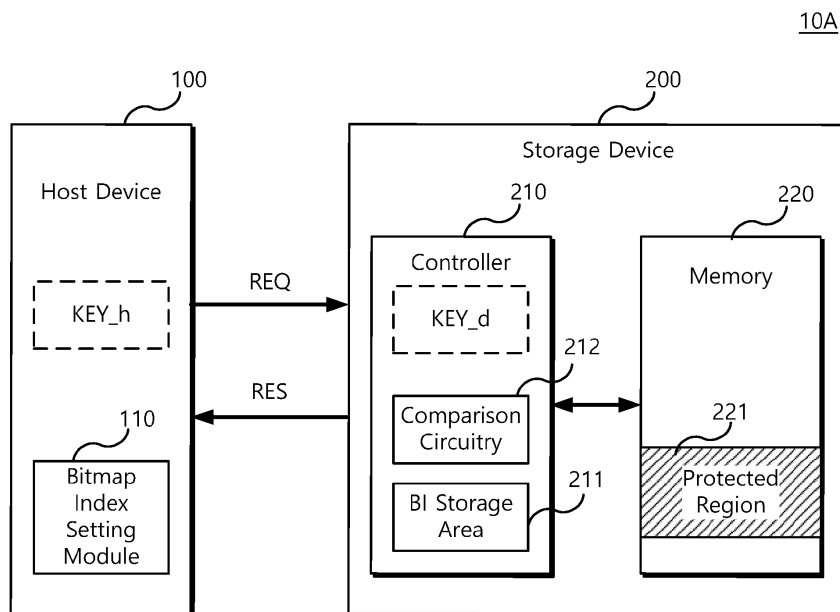 10A
100
200
Host Device
Storage Device
210
220
Controller
Memory
KEY_h
REQ
KEY_d
212
RES
Comparison
Circuitry
110
221
Bitmap
Index
Setting
Module
211
BI Storage
Area
Protected
Region